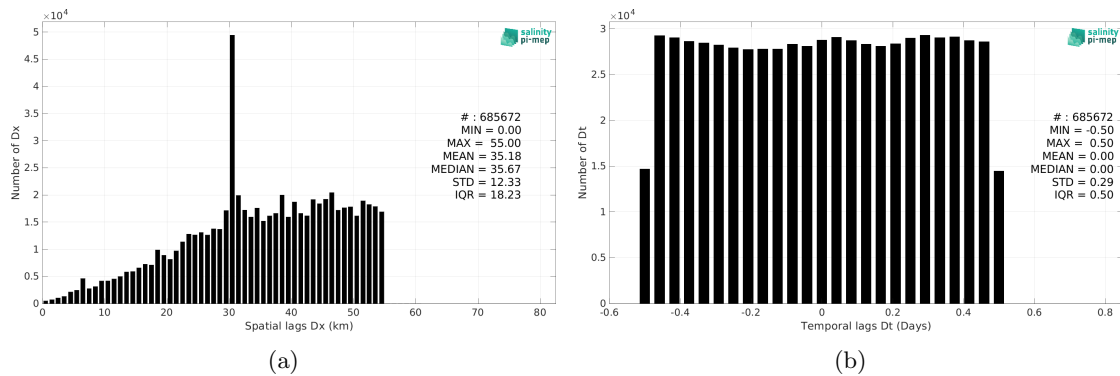 ×10⁴
5
4.5
4
3.5
3
2.5
2
1.5
1
0.5
0
Number of Dx
0 10 20 30 40 50 60 70 80
Spatial lags Dx (km)
salinity
pi-mep
# : 685672
MIN = 0.00
MAX = 55.00
MEAN = 35.18
MEDIAN = 35.67
STD = 12.33
IQR = 18.23
(a)
×10⁴
3
2.5
2
1.5
1
0.5
0
Number of Dt
-0.6 -0.4 -0.2 0 0.2 0.4 0.6 0.8
Temporal lags Dt (Days)
salinity
pi-mep
# : 685672
MIN = -0.50
MAX = 0.50
MEAN = 0.00
MEDIAN = 0.00
STD = 0.29
IQR = 0.50
(b)